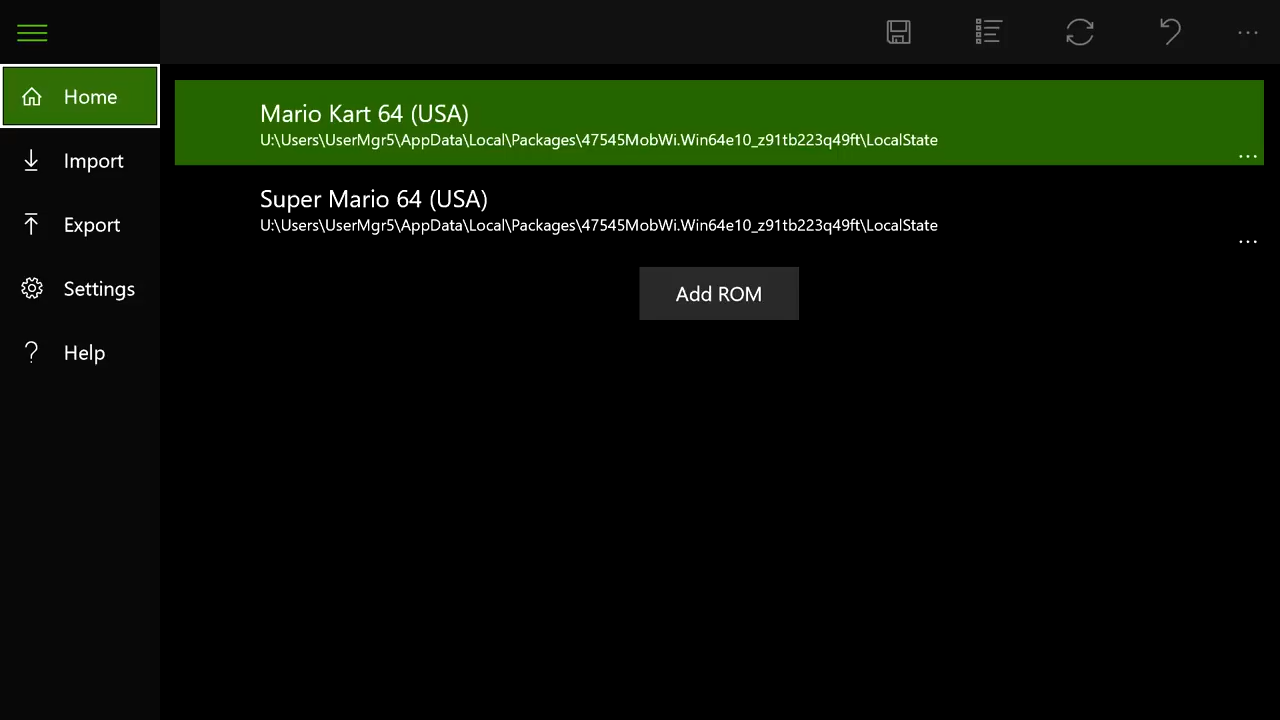 Home
Import
Export
Settings
Help
Mario Kart 64 (USA)
U:\Users\UserMgr5\AppData\Local\Packages\47545MobWi.Win64e10_z91tb223q49ft\LocalState
Super Mario 64 (USA)
U:\Users\UserMgr5\AppData\Local\Packages\47545MobWi.Win64e10_z91tb223q49ft\LocalState
Add ROM